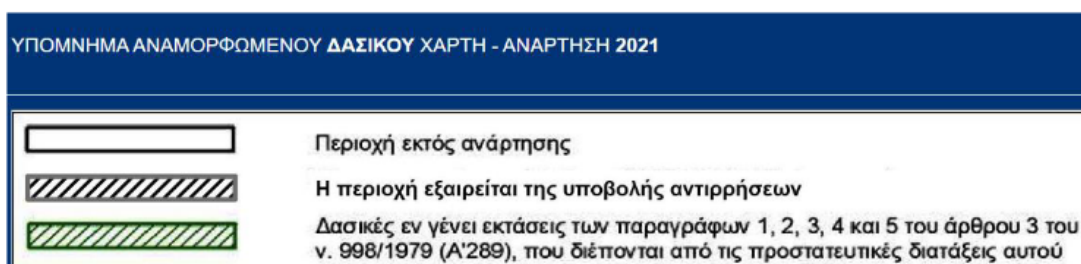 ΥΠΟΜΝΗΜΑ ΑΝΑΜΟΡΦΩΜΕΝΟΥ ΔΑΣΙΚΟΥ ΧΑΡΤΗ - ΑΝΑΡΤΗΣΗ 2021
Περιοχή εκτός ανάρτησης
Η περιοχή εξαιρείται της υποβολής αντιρρήσεων
Δασικές εν γένει εκτάσεις των παραγράφων 1, 2, 3, 4 και 5 του άρθρου 3 του
ν. 998/1979 (Α'289), που διέπονται από τις προστατευτικές διατάξεις αυτού